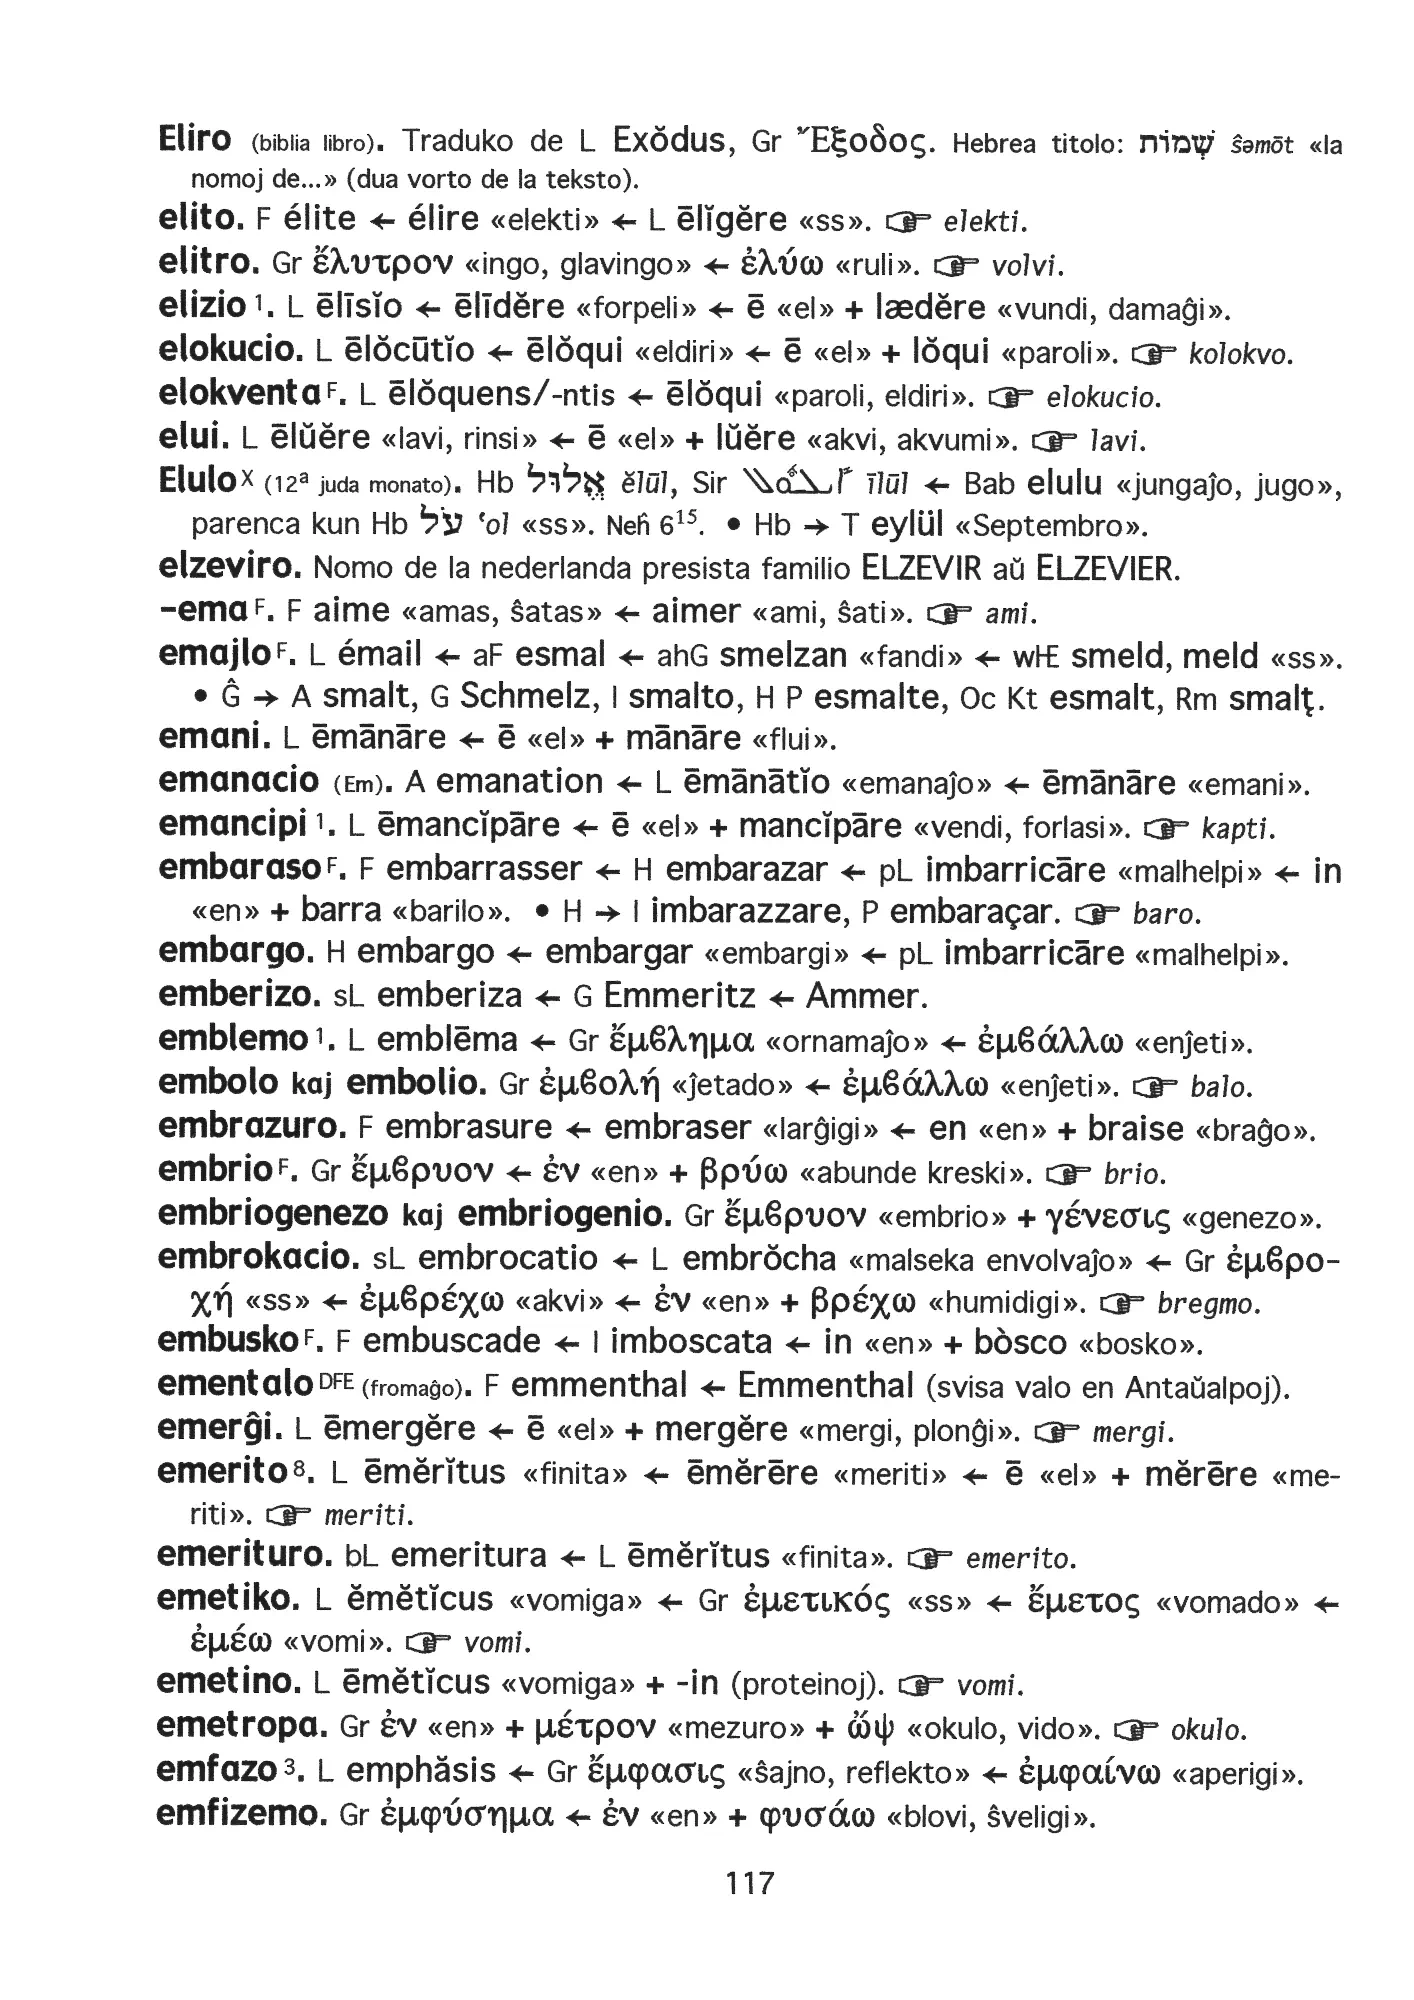 Eliro (biblia libro). Traduko de L Exŏdus, Gr Ἔξοδος. Hebrea titolo: שְׁמוֹת ŝəmōt «la
nomoj de...» (dua vorto de la teksto).
elito. F élite ← élire «elekti» ← L ēlĭgĕre «ss». ☞ elekti.
elitro. Gr ἔλυτρον «ingo, glavingo» ← ἐλύω «ruli». ☞ volvi.
elizio 1. L ēlīsĭo ← ēlīdĕre «forpeli» ← ē «el» + lædĕre «vundi, damaĝi».
elokucio. L ēlŏcūtĭo ← ēlŏqui «eldiri» ← ē «el» + lŏqui «paroli». ☞ kolokvo.
elokventa F. L ēlŏquens/-ntis ← ēlŏqui «paroli, eldiri». ☞ elokucio.
elui. L ēlŭĕre «lavi, rinsi» ← ē «el» + lŭĕre «akvi, akvumi». ☞ lavi.
Elulo X (12ª juda monato). Hb אֱלוּל ĕlūl, Sir ܐܝܠܘܠ īlūl ← Bab elulu «jungaĵo, jugo»,
parenca kun Hb עֹל ‘ol «ss». Neĥ 6¹⁵. • Hb → T eylül «Septembro».
elzeviro. Nomo de la nederlanda presista familio ELZEVIR aŭ ELZEVIER.
-ema F. F aime «amas, ŝatas» ← aimer «ami, ŝati». ☞ ami.
emajlo F. L émail ← aF esmal ← ahG smelzan «fandi» ← wHE smeld, meld «ss».
• Ĝ → A smalt, G Schmelz, I smalto, H P esmalte, Oc Kt esmalt, Rm smalţ.
emani. L ēmānāre ← ē «el» + mānāre «flui».
emanacio (Em). A emanation ← L ēmānātĭo «emanaĵo» ← ēmānāre «emani».
emancipi 1. L ēmancĭpāre ← ē «el» + mancĭpāre «vendi, forlasi». ☞ kapti.
embaraso F. F embarrasser ← H embarazar ← pL imbarricāre «malhelpi» ← in
«en» + barra «barilo». • H → I imbarazzare, P embaraçar. ☞ baro.
embargo. H embargo ← embargar «embargi» ← pL imbarricāre «malhelpi».
emberizo. sL emberiza ← G Emmeritz ← Ammer.
emblemo 1. L emblēma ← Gr ἔμϐλημα «ornamaĵo» ← ἐμϐάλλω «enĵeti».
embolo kaj embolio. Gr ἐμϐολή «ĵetado» ← ἐμϐάλλω «enĵeti». ☞ balo.
embrazuro. F embrasure ← embraser «larĝigi» ← en «en» + braise «braĝo».
embrio F. Gr ἔμϐρυον ← ἐν «en» + βρύω «abunde kreski». ☞ brio.
embriogenezo kaj embriogenio. Gr ἔμϐρυον «embrio» + γένεσις «genezo».
embrokacio. sL embrocatio ← L embrŏcha «malseka envolvaĵo» ← Gr ἐμϐρο-
χή «ss» ← ἐμϐρέχω «akvi» ← ἐν «en» + βρέχω «humidigi». ☞ bregmo.
embusko F. F embuscade ← I imboscata ← in «en» + bòsco «bosko».
ementalo DFE (fromaĝo). F emmenthal ← Emmenthal (svisa valo en Antaŭalpoj).
emerĝi. L ēmergĕre ← ē «el» + mergĕre «mergi, plonĝi». ☞ mergi.
emerito 8. L ēmĕrĭtus «finita» ← ēmĕrēre «meriti» ← ē «el» + mĕrēre «me-
riti». ☞ meriti.
emerituro. bL emeritura ← L ēmĕrĭtus «finita». ☞ emerito.
emetiko. L ĕmĕtĭcus «vomiga» ← Gr ἐμετικός «ss» ← ἔμετος «vomado» ←
ἐμέω «vomi». ☞ vomi.
emetino. L ēmĕtĭcus «vomiga» + -in (proteinoj). ☞ vomi.
emetropa. Gr ἐν «en» + μέτρον «mezuro» + ὤψ «okulo, vido». ☞ okulo.
emfazo 3. L emphăsis ← Gr ἔμφασις «ŝajno, reflekto» ← ἐμφαίνω «aperigi».
emfizemo. Gr ἐμφύσημα ← ἐν «en» + φυσάω «blovi, ŝveligi».
117